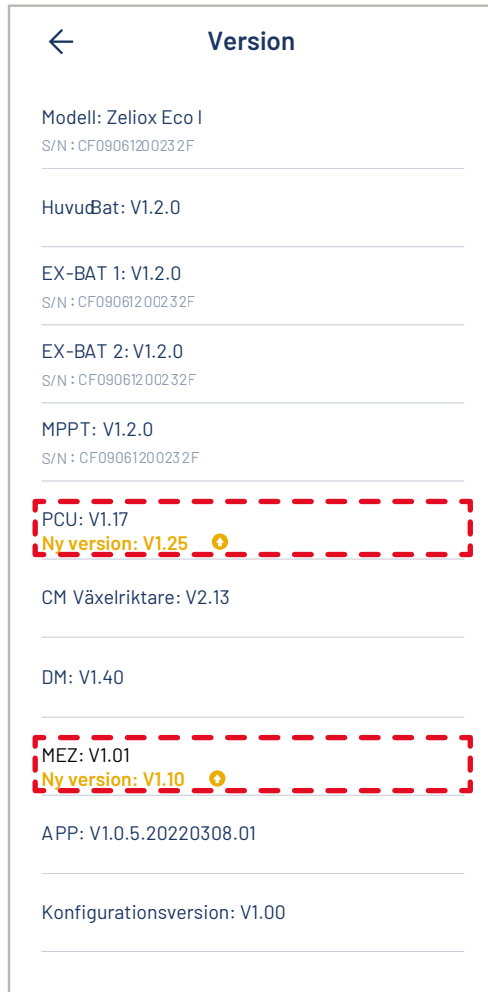 Version
Modell: Zeliox Eco I
S/N : CF09061200232F
HuvudBat: V1.2.0
EX-BAT 1: V1.2.0
S/N : CF09061200232F
EX-BAT 2: V1.2.0
S/N : CF09061200232F
MPPT: V1.2.0
S/N : CF09061200232F
PCU: V1.17
Ny version: V1.25
CM Växelriktare: V2.13
DM: V1.40
MEZ: V1.01
Ny version: V1.10
APP: V1.0.5.20220308.01
Konfigurationsversion: V1.00